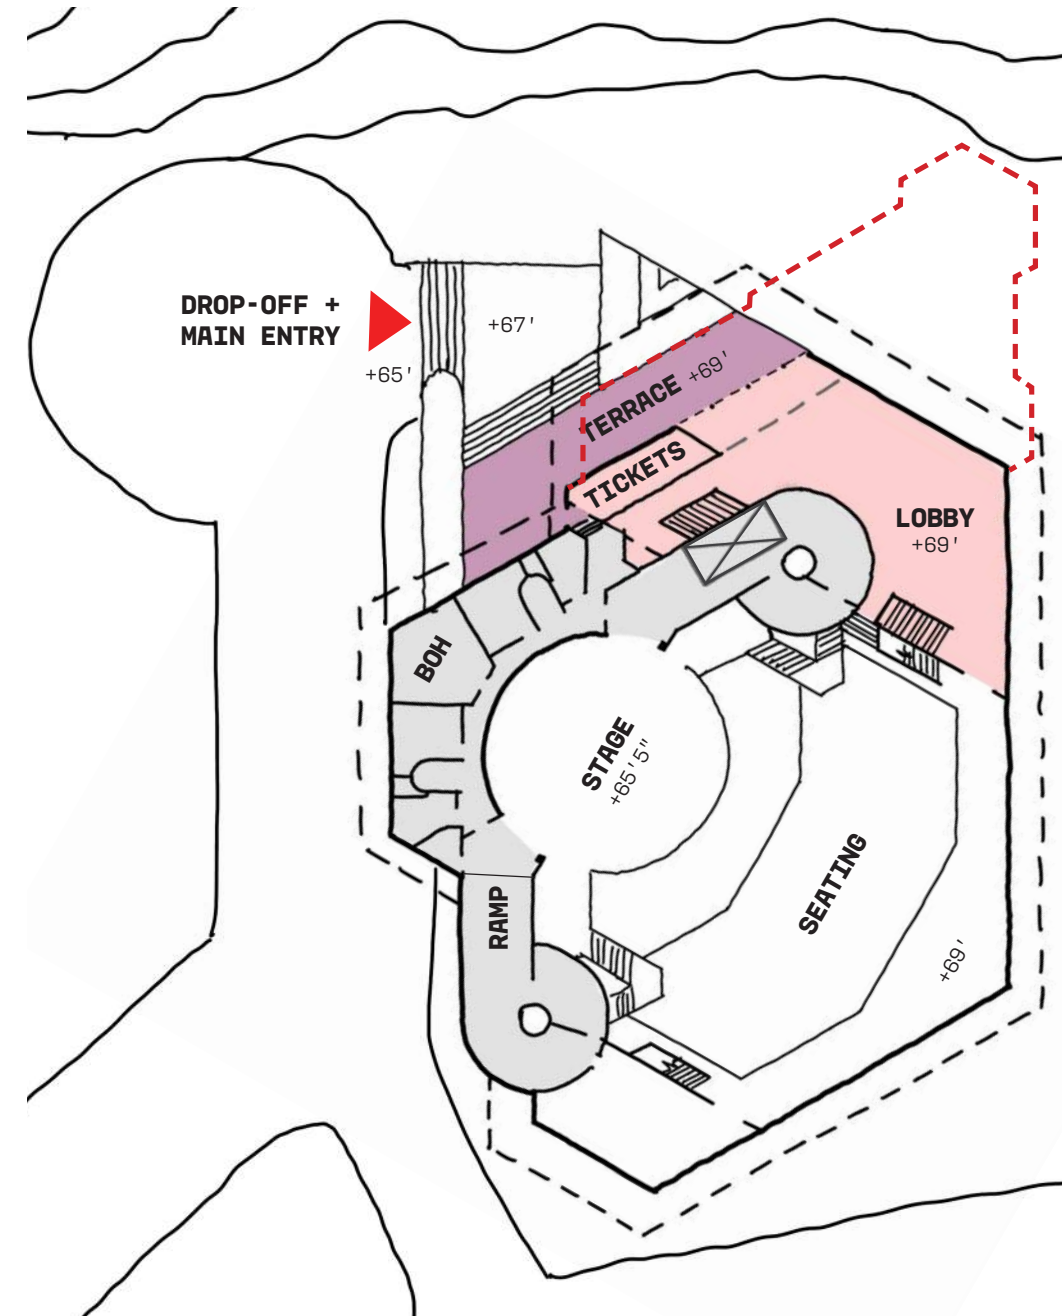 DROP-OFF +
MAIN ENTRY
+65'
+67'
TERRACE +69'
TICKETS
LOBBY
+69'
BOH
STAGE
+65'5"
SEATING
RAMP
+69'